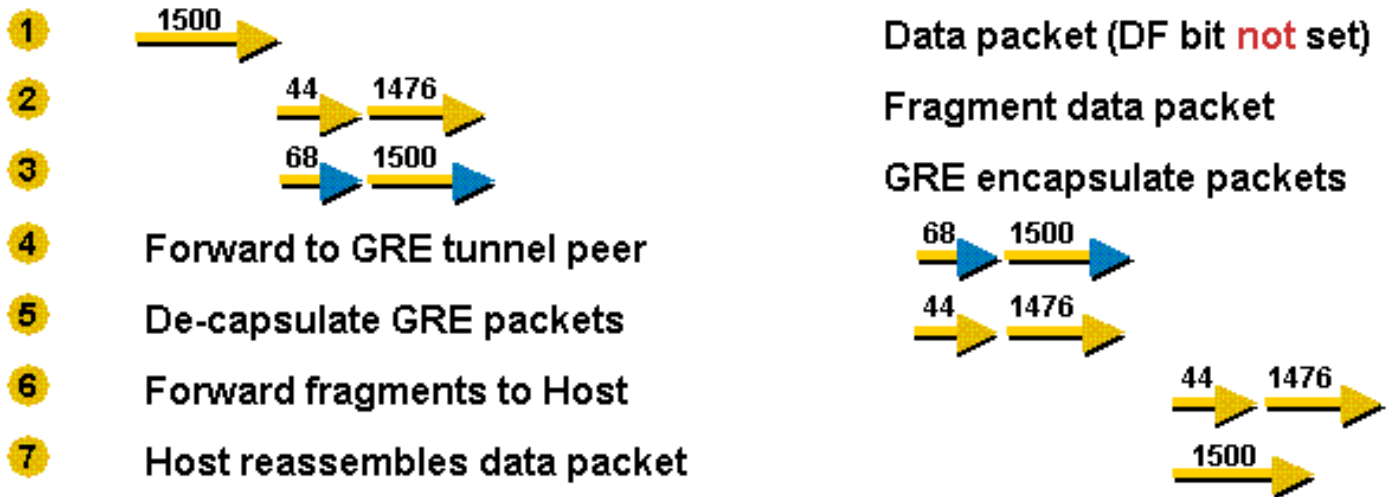 1 1500 Data packet (DF bit not set)
2 44 1476 Fragment data packet
3 68 1500 GRE encapsulate packets
4 Forward to GRE tunnel peer 68 1500
5 De-capsulate GRE packets 44 1476
6 Forward fragments to Host 44 1476
7 Host reassembles data packet 1500